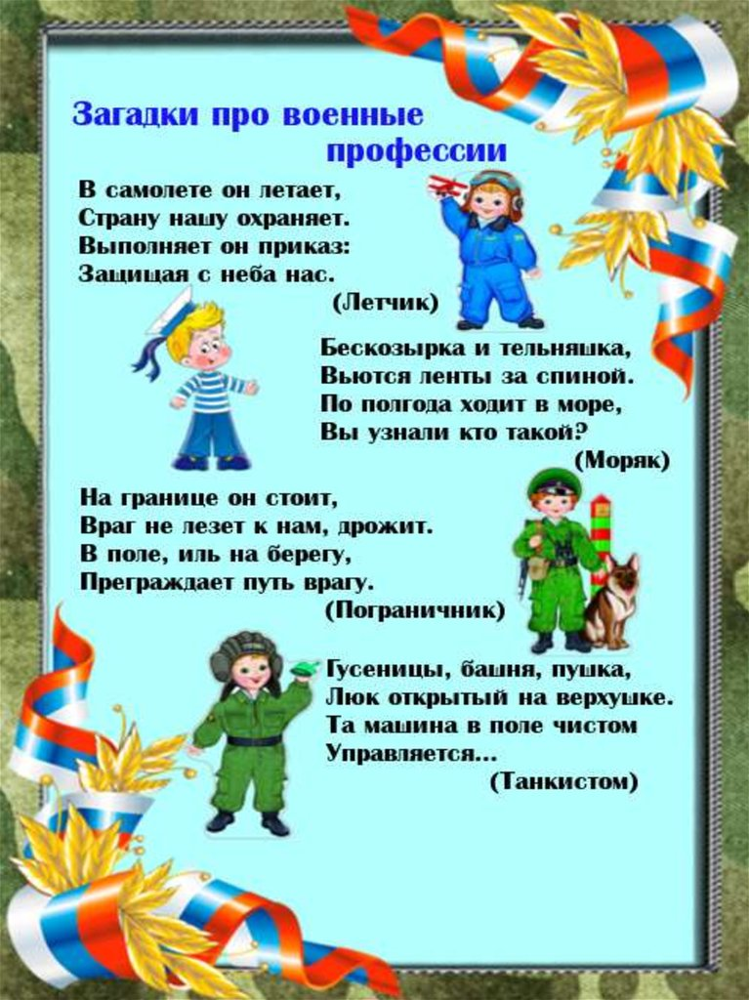 Загадки про военные
профессии
В самолете он летает,
Страну нашу охраняет.
Выполняет он приказ:
Защищая с неба нас.
(Летчик)
Бескозырка и тельняшка,
Вьются ленты за спиной.
По полгода ходит в море,
Вы узнали кто такой?
(Моряк)
На границе он стоит,
Враг не лезет к нам, дрожит.
В поле, иль на берегу,
Преграждает путь врагу.
(Пограничник)
Гусеницы, башня, пушка,
Люк открытый на верхушке.
Та машина в поле чистом
Управляется...
(Танкистом)